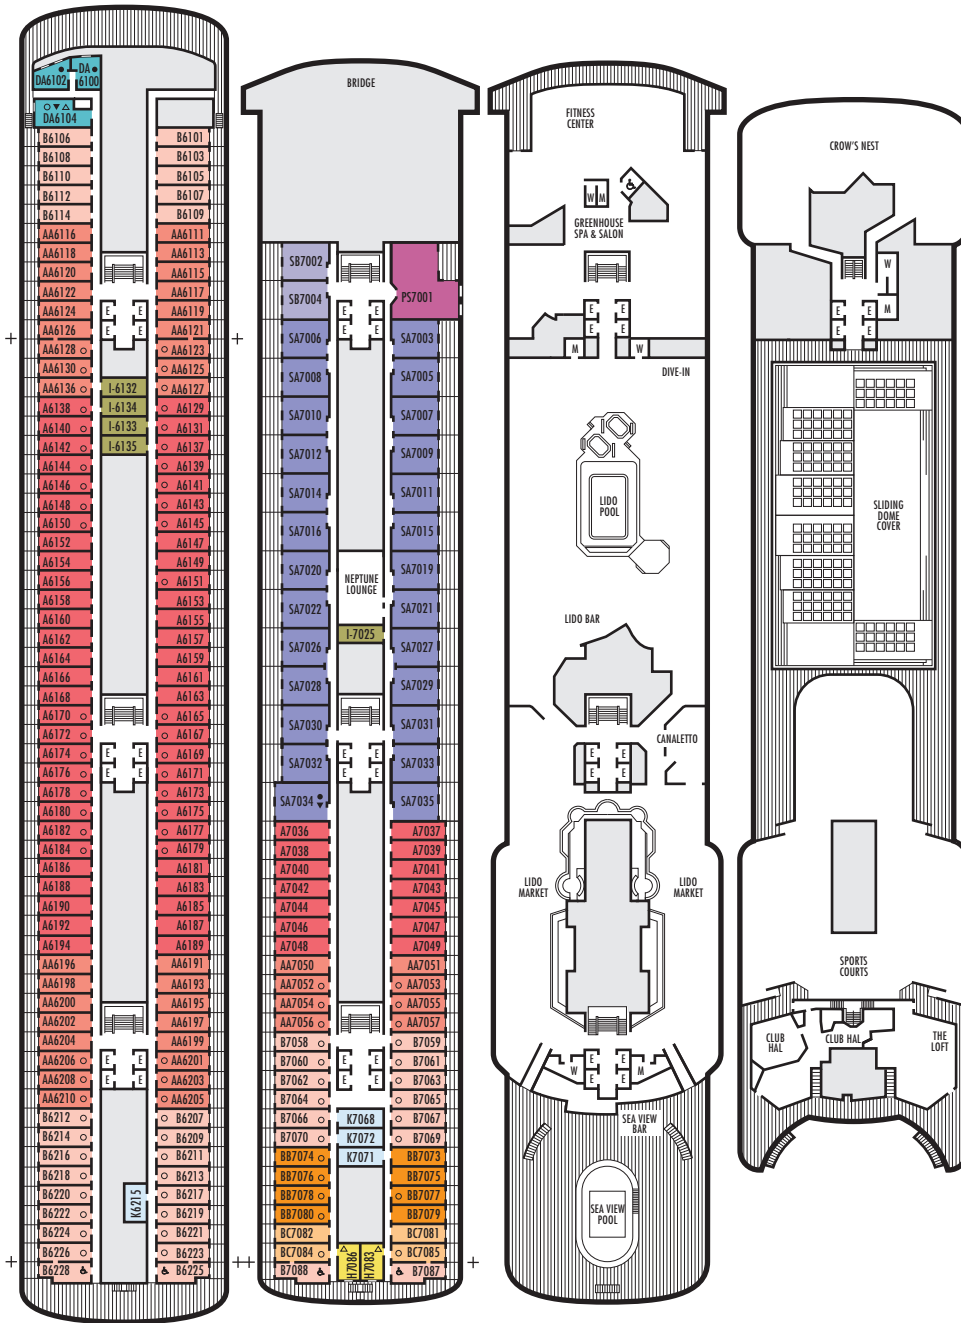 DA6102
DA
6100
DA6104
B6106
B6108
B6110
B6112
B6114
AA6116
AA6118
AA6120
AA6122
AA6124
AA6126
AA6128
AA6130
AA6136
A6138
A6140
A6142
A6144
A6146
A6148
A6150
A6152
A6154
A6156
A6158
A6160
A6162
A6164
A6166
A6168
A6170
A6172
A6174
A6176
A6178
A6180
A6182
A6184
A6186
A6188
A6190
A6192
A6194
AA6196
AA6198
AA6200
AA6202
AA6204
AA6206
AA6208
AA6210
B6212
B6214
B6216
B6218
B6220
B6222
B6224
B6226
B6228
E E
E E
I-6132
I-6134
I-6133
I-6135
E E
E E
E E
E E
K6215
B6101
B6103
B6105
B6107
B6109
AA6111
AA6113
AA6115
AA6117
AA6119
AA6121
AA6123
AA6125
AA6127
A6129
A6131
A6137
A6139
A6141
A6143
A6145
A6147
A6149
A6151
A6153
A6155
A6157
A6159
A6161
A6163
A6165
A6167
A6169
A6171
A6173
A6175
A6177
A6179
A6181
A6183
A6185
A6187
A6189
AA6191
AA6193
AA6195
AA6197
AA6199
AA6201
AA6203
AA6205
B6207
B6209
B6211
B6213
B6217
B6219
B6221
B6223
B6225
BRIDGE
SB7002
SB7004
SA7006
SA7008
SA7010
SA7012
SA7014
SA7016
SA7020
SA7022
SA7026
SA7028
SA7030
SA7032
SA7034
A7036
A7038
A7040
A7042
A7044
A7046
A7048
AA7050
AA7052
AA7054
AA7056
B7058
B7060
B7062
B7064
B7066
B7070
BB7074
BB7076
BB7078
BB7080
BC7082
BC7084
B7088
E E
E E
NEPTUNE
LOUNGE
I-7025
E E
E E
E E
E E
K7068
K7072
K7071
H7086
H7083
PS7001
SA7003
SA7005
SA7007
SA7009
SA7011
SA7015
SA7019
SA7021
SA7027
SA7029
SA7031
SA7033
SA7035
A7037
A7039
A7041
A7043
A7045
A7047
A7049
AA7051
AA7053
AA7055
AA7057
B7059
B7061
B7063
B7065
B7067
B7069
BB7073
BB7075
BB7077
BB7079
BC7081
BC7085
B7087
FITNESS
CENTER
W M
GREENHOUSE
SPA & SALON
E E
E E
M W
DIVE-IN
LIDO
POOL
LIDO BAR
CANALETTO
E E
E E
LIDO
MARKET
LIDO
MARKET
E E
W M
E E
SEA VIEW
BAR
SEA VIEW
POOL
CROW'S NEST
W
M
E E
E E
SLIDING
DOME
COVER
SPORTS
COURTS
CLUB
HAL
CLUB HAL
THE
LOFT